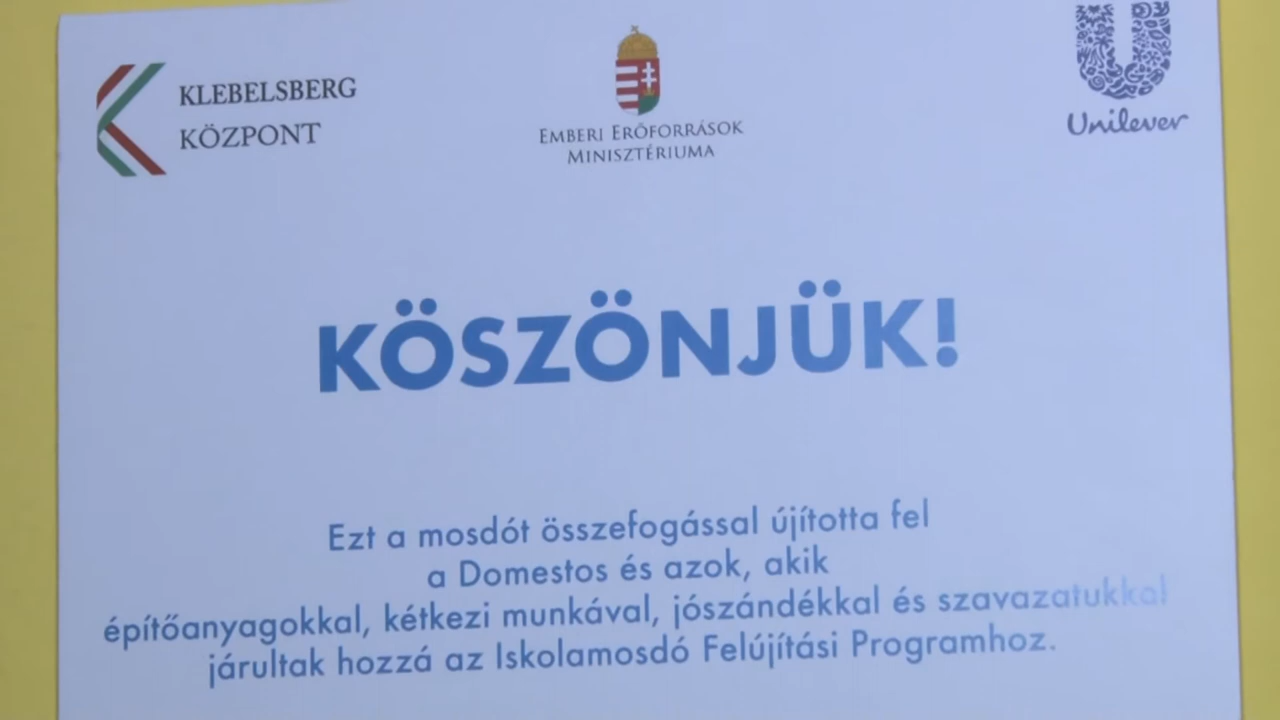 KLEBELSBERG
KÖZPONT
EMBERI ERŐFORRÁSOK
MINISZTÉRIUMA
Unilever
KÖSZÖNJÜK!
Ezt a mosdót összefogással újította fel
a Domestos és azok, akik
építőanyagokkal, kétkezi munkával, jószándékkal és szavazatukkal
járultak hozzá az Iskolamosdó Felújítási Programhoz.